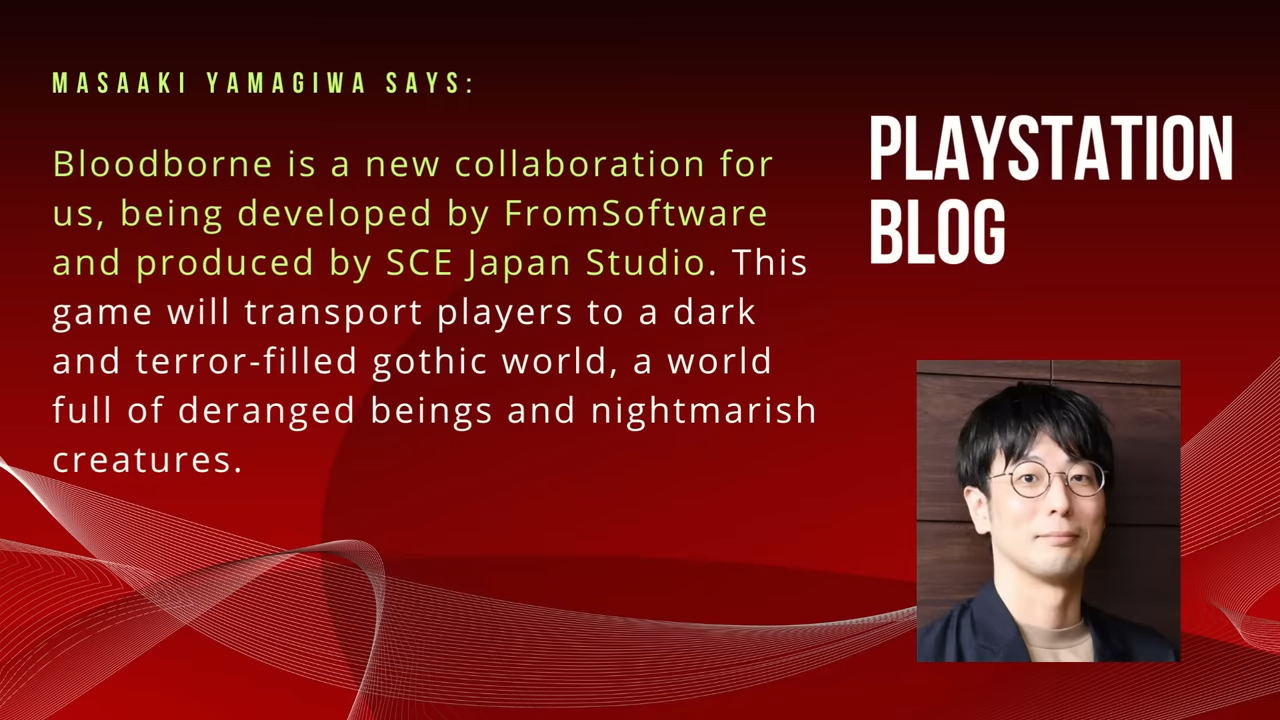 MASAAKI YAMAGIWA SAYS:
Bloodborne is a new collaboration for
us, being developed by FromSoftware
and produced by SCE Japan Studio. This
game will transport players to a dark
and terror-filled gothic world, a world
full of deranged beings and nightmarish
creatures.
PLAYSTATION
BLOG